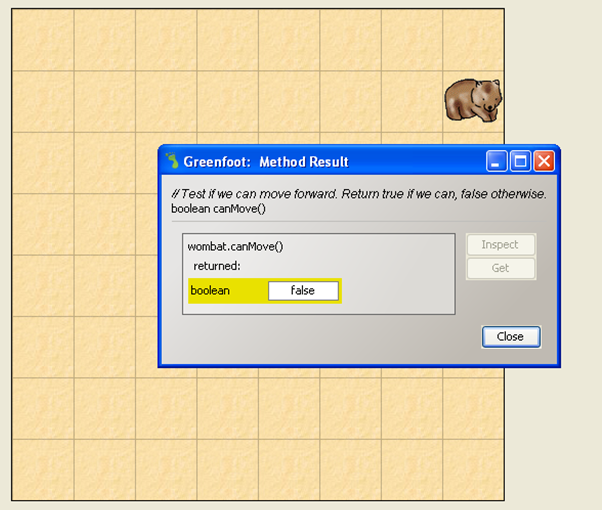 Greenfoot: Method Result
// Test if we can move forward. Return true if we can, false otherwise.
boolean canMove()
wombat.canMove()
returned:
boolean false
Inspect
Get
Close